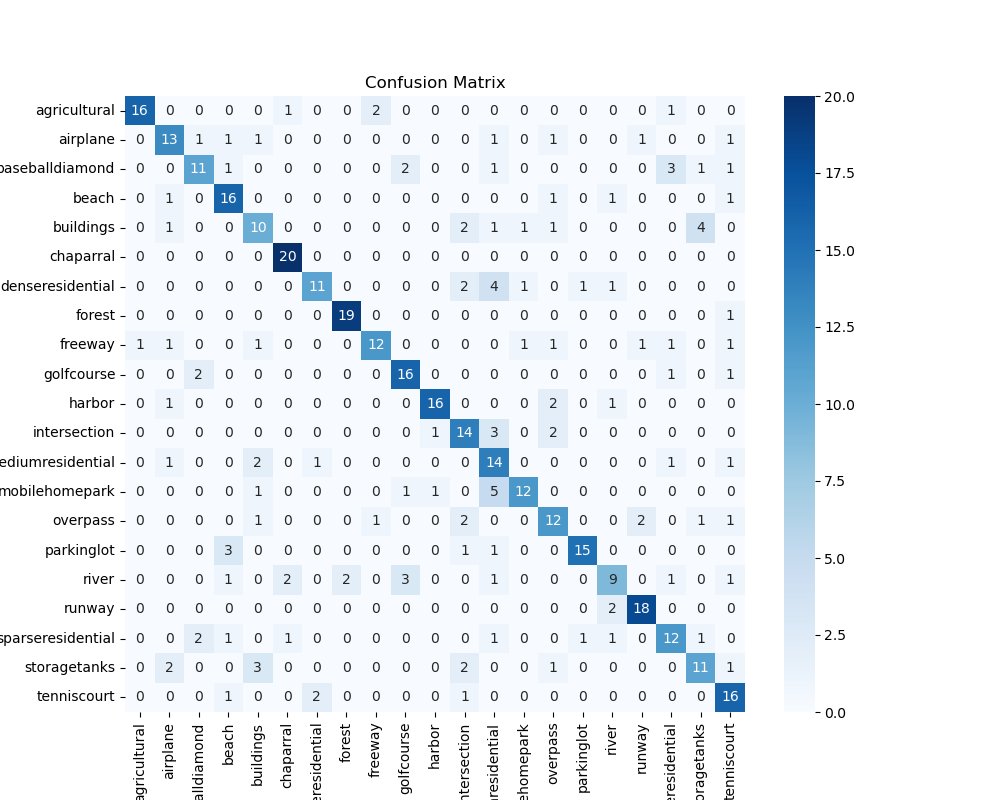 Confusion Matrix
agricultural 16 0 0 0 0 1 0 0 2 0 0 0 0 0 0 0 0 0 1 0 0
airplane 0 13 1 1 1 0 0 0 0 0 0 0 1 0 1 0 0 1 0 0 1
baseballdiamond 0 0 11 1 0 0 0 0 0 2 0 0 1 0 0 0 0 0 3 1 1
beach 0 1 0 16 0 0 0 0 0 0 0 0 0 0 1 0 1 0 0 0 1
buildings 0 1 0 0 10 0 0 0 0 0 0 2 1 1 1 0 0 0 0 4 0
chaparral 0 0 0 0 0 20 0 0 0 0 0 0 0 0 0 0 0 0 0 0 0
denseresidential 0 0 0 0 0 0 11 0 0 0 0 2 4 1 0 1 1 0 0 0 0
forest 0 0 0 0 0 0 0 19 0 0 0 0 0 0 0 0 0 0 0 0 1
freeway 1 1 0 0 1 0 0 0 12 0 0 0 0 1 1 0 0 1 1 0 1
golfcourse 0 0 2 0 0 0 0 0 0 16 0 0 0 0 0 0 0 0 1 0 1
harbor 0 1 0 0 0 0 0 0 0 0 16 0 0 0 2 0 1 0 0 0 0
intersection 0 0 0 0 0 0 0 0 0 0 1 14 3 0 2 0 0 0 0 0 0
ediumresidential 0 1 0 0 2 0 1 0 0 0 0 0 14 0 0 0 0 0 1 0 1
mobilehomepark 0 0 0 0 1 0 0 0 0 1 1 0 5 12 0 0 0 0 0 0 0
overpass 0 0 0 0 1 0 0 0 1 0 0 2 0 0 12 0 0 2 0 1 1
parkinglot 0 0 0 3 0 0 0 0 0 0 0 1 1 0 0 15 0 0 0 0 0
river 0 0 0 1 0 2 0 2 0 3 0 0 1 0 0 0 9 0 1 0 1
runway 0 0 0 0 0 0 0 0 0 0 0 0 0 0 0 0 2 18 0 0 0
sparseresidential 0 0 2 1 0 1 0 0 0 0 0 0 1 0 0 1 1 0 12 1 0
storagetanks 0 2 0 0 3 0 0 0 0 0 0 2 0 0 1 0 0 0 0 11 1
tenniscourt 0 0 0 1 0 0 2 0 0 0 0 1 0 0 0 0 0 0 0 0 16
agricultural
airplane
alldiamond
beach
buildings
chaparral
eresidential
forest
freeway
golfcourse
harbor
ntersection
nresidential
ehomepark
overpass
parkinglot
river
runway
eresidential
oragetanks
tenniscourt
20.0
17.5
15.0
12.5
10.0
7.5
5.0
2.5
0.0